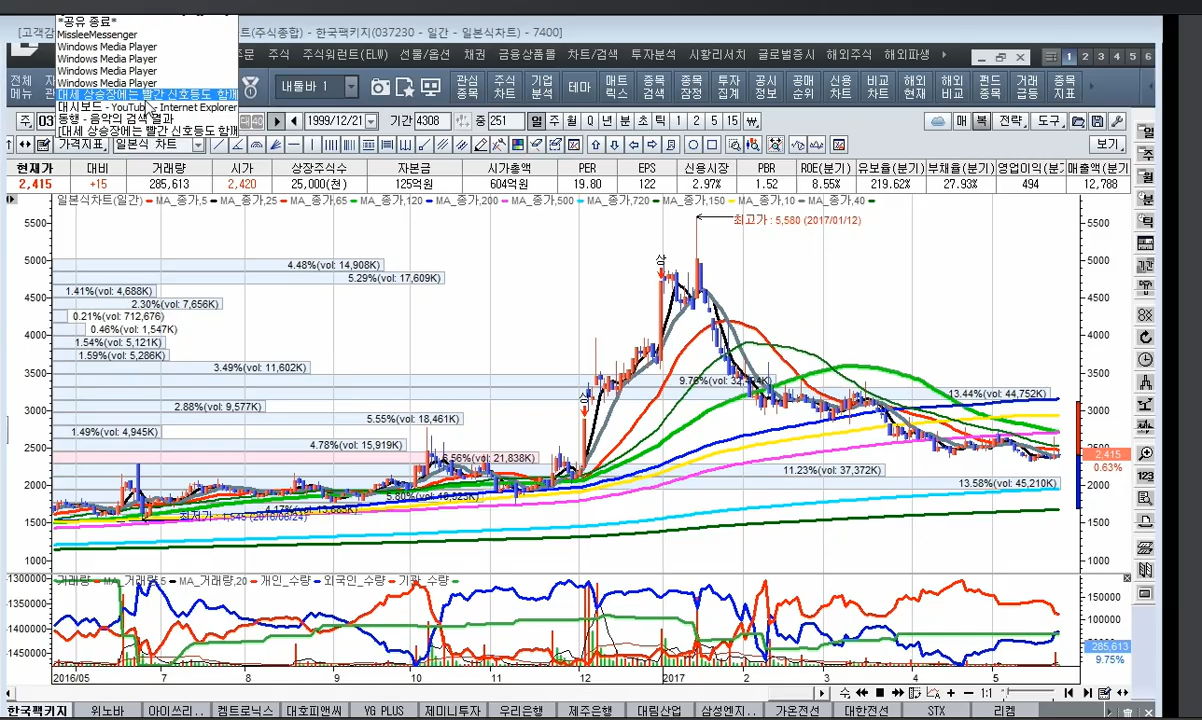 *공유 종료*
MissleeMessenger
Windows Media Player
Windows Media Player
Windows Media Player
Windows Media Player
대세 상승장에는 빨간 신호등도 함께
대시보드 - YouTube - Internet Explorer
동행 - 음악의 검색 결과
[대세 상승장에는 빨간 신호등도 함께
트(주식종합) - 한국팩키지(037230 - 일간 - 일본식차트) - 7400]
주식 주식워런트(ELW) 선물/옵션 채권 금융상품몰 차트/검색 투자분석 시황리서치 글로벌증시 해외주식 해외파생
1 2 3 4 5 6
전체메뉴 내툴바 1 관심종목 주식차트 기업분석 테마 매트릭스 종목검색 종목잠정 투자집계 공시정보 공매순위 신용차트 비교차트 해외현재 해외비교 펀드종목 거래급등 종목지표
1999/12/31 기간 4308 중 251 일 주 월 Q 년 분 초 틱 1 2 5 15 매 복 전략 도구
가격지표 일본식 차트 보기
현재가 대비 거래량 시가 상장주식수 자본금 시가총액 PER EPS 신용시총 PBR ROE(분기) 유보율(분기) 부채율(분기) 영업이익(분기) 매출액(분기)
2,415 +15 285,613 2,420 25,000(천) 125억원 604억원 19.80 122 2.97% 1.52 8.55% 219.62% 27.93% 494 12,788
일본식차트(일간) MA_종가,5 MA_종가,25 MA_종가,65 MA_종가,120 MA_종가,200 MA_종가,500 MA_종가,720 MA_종가,150 MA_종가,10 MA_종가,40
최고가 : 5,580 (2017/01/12)
5500 5500
5000 5000
4500 4500
4000 4000
3500 3500
3000 3000
2500 2500
2000 2000
1500 1500
1000 1000
상
상
4.48%(vol: 14,908K)
5.29%(vol: 17,609K)
1.41%(vol: 4,688K)
2.30%(vol: 7,656K)
0.21%(vol: 712,676)
0.46%(vol: 1,547K)
1.54%(vol: 5,121K)
1.59%(vol: 5,286K)
3.49%(vol: 11,602K)
13.44%(vol: 44,752K)
2.88%(vol: 9,577K)
5.55%(vol: 18,461K)
1.49%(vol: 4,945K)
4.78%(vol: 15,919K)
6.56%(vol: 21,838K)
11.23%(vol: 37,372K)
13.58%(vol: 45,210K)
2,415
0.63%
최저가 : 1,545 (2016/06/24)
거래량 MA_거래량,5 MA_거래량,20 개인_수량 외국인_수량 기관_수량
-1300000
-1350000 150000
-1400000 100000
-1450000
285,613
9.75%
2016/05 7 8 9 10 11 12 2017 2 3 4 5
1:1
한국팩키지 위노바 아이쓰리.. 켐트로닉스 대호피앤씨 YG PLUS 제미니투자 우리은행 제주은행 대림산업 삼성엔지.. 가온전선 대한전선 STX 리켐